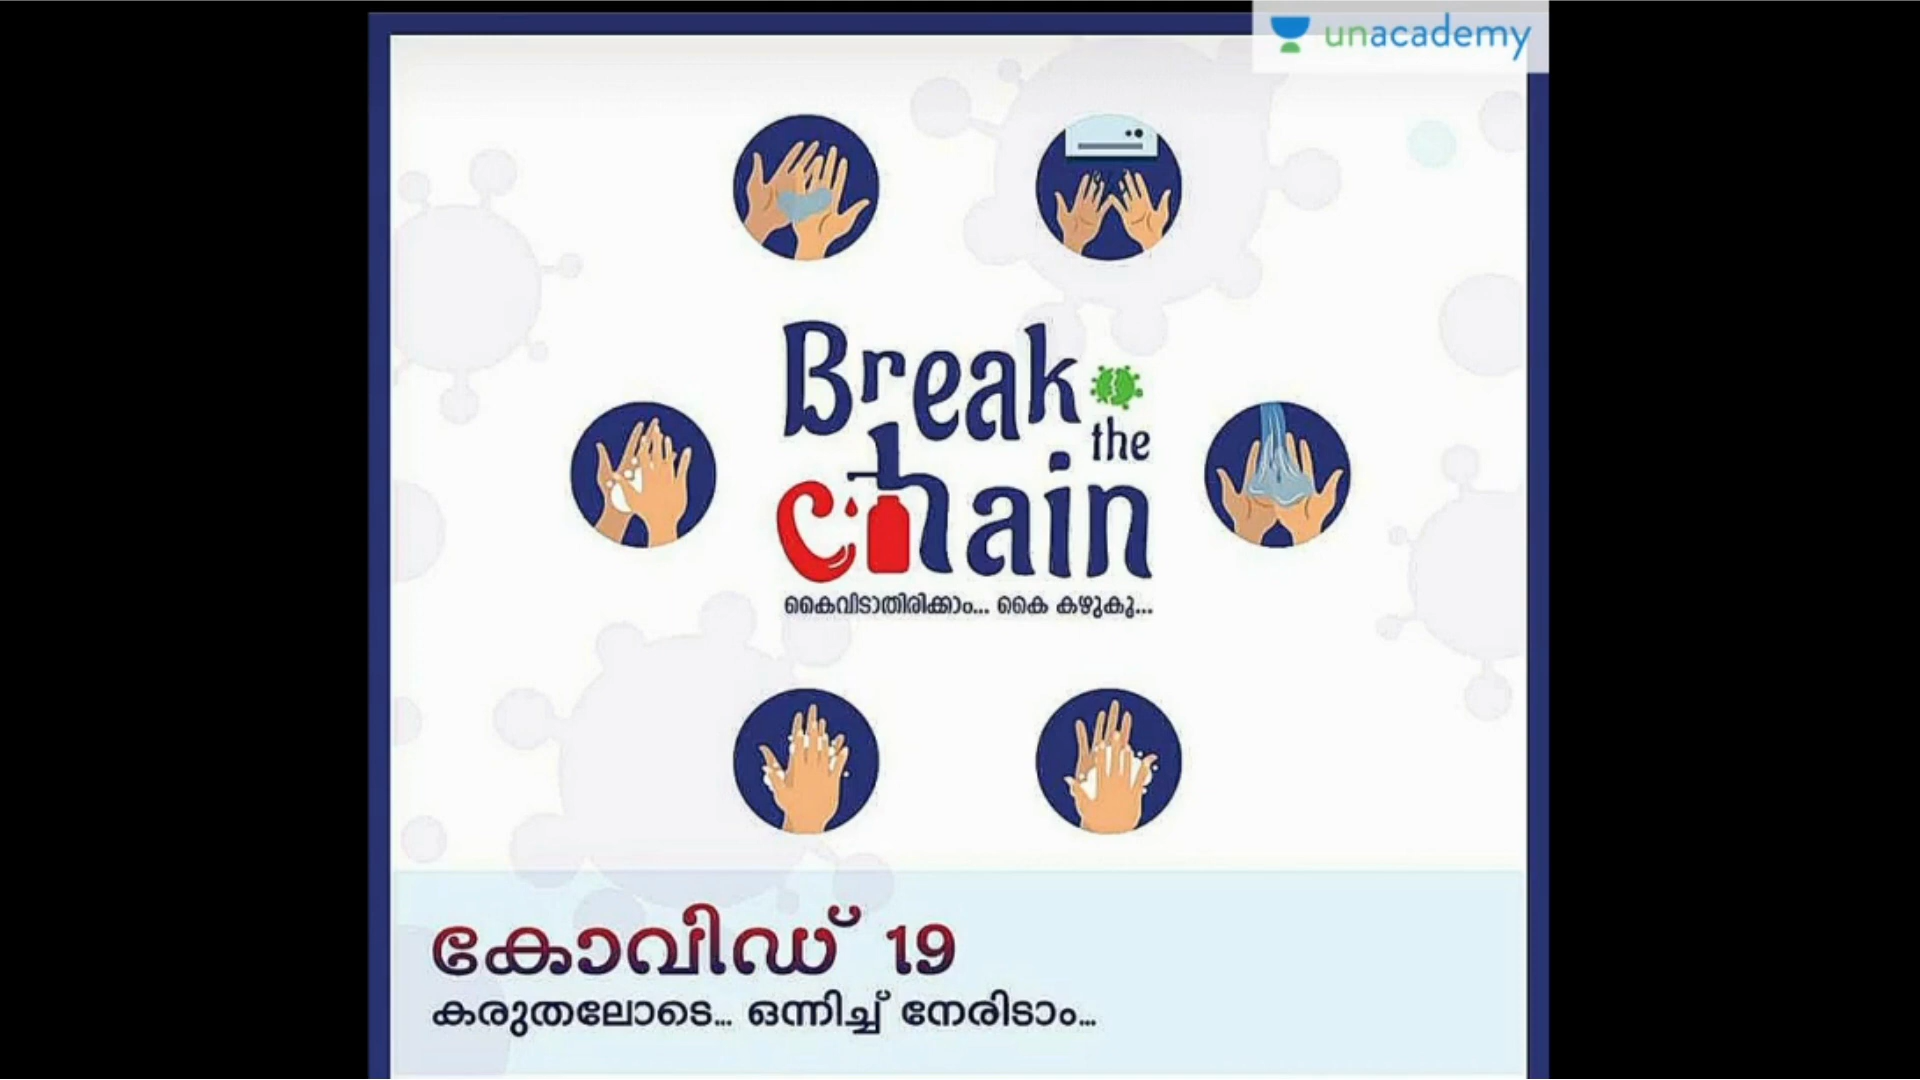 unacademy
Break
the
chain
കൈവിടാതിരിക്കാം... കൈ കഴുകൂ...
കോവിഡ് 19
കരുതലോടെ... ഒന്നിച്ച് നേരിടാം...